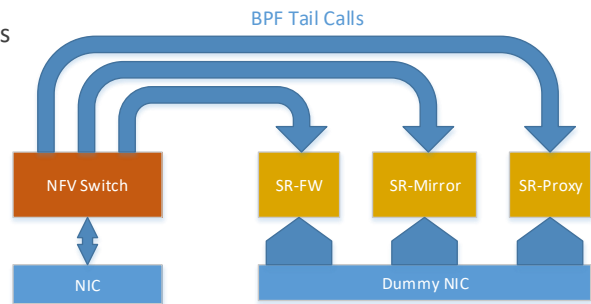 BPF Tail Calls
s
NFV Switch
SR-FW
SR-Mirror
SR-Proxy
NIC
Dummy NIC